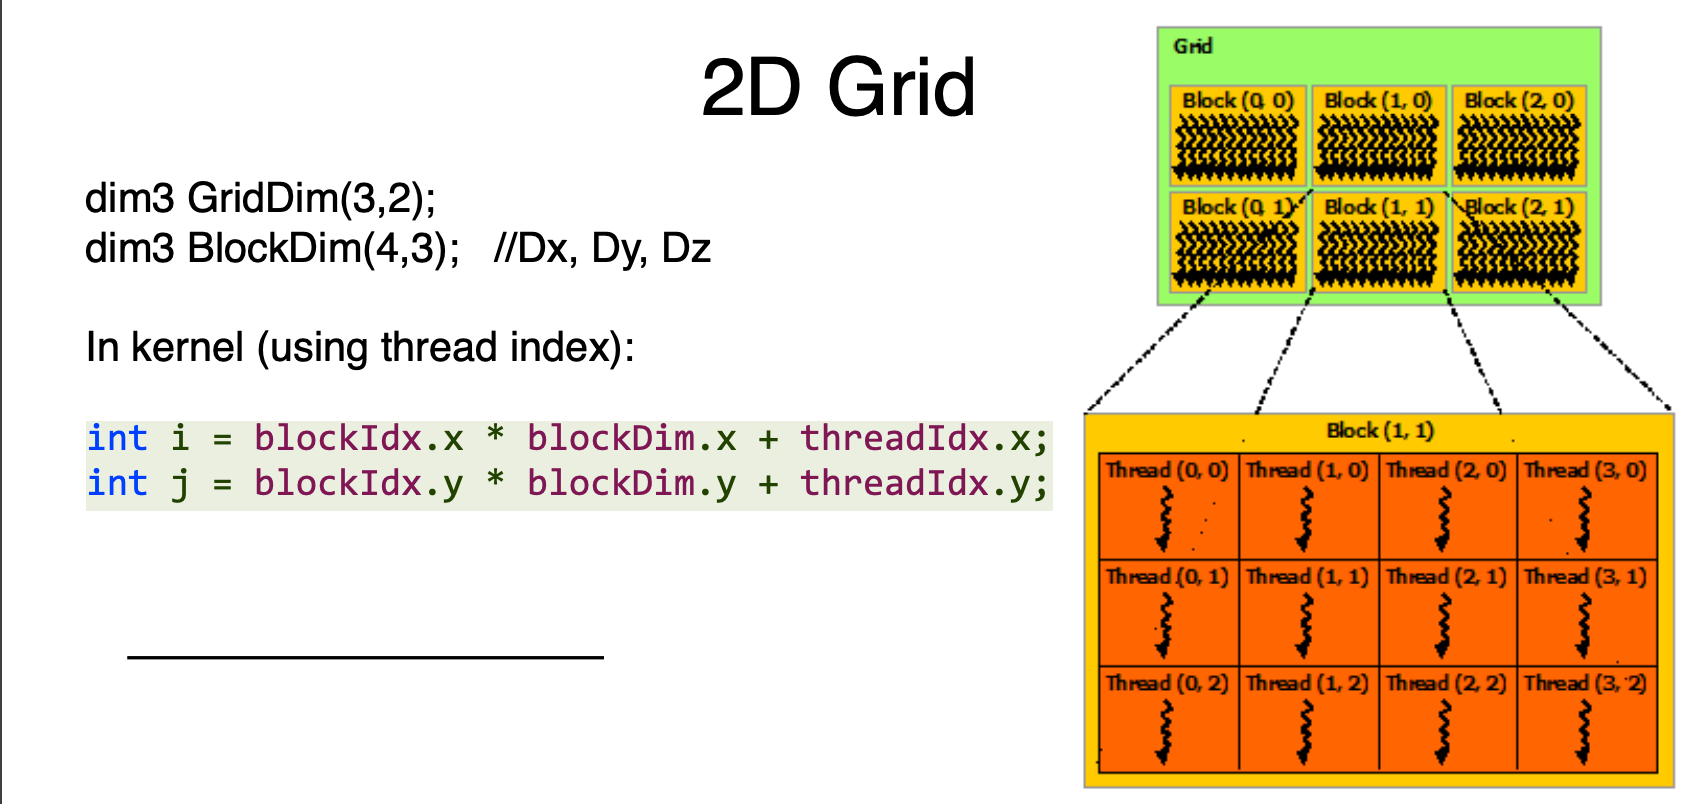 2D Grid
dim3 GridDim(3,2);
dim3 BlockDim(4,3); //Dx, Dy, Dz
In kernel (using thread index):
int i = blockIdx.x * blockDim.x + threadIdx.x;
int j = blockIdx.y * blockDim.y + threadIdx.y;
Grid
Block (0, 0) Block (1, 0) Block (2, 0)
Block (0, 1) Block (1, 1) Block (2, 1)
Block (1, 1)
Thread (0, 0) Thread (1, 0) Thread (2, 0) Thread (3, 0)
Thread (0, 1) Thread (1, 1) Thread (2, 1) Thread (3, 1)
Thread (0, 2) Thread (1, 2) Thread (2, 2) Thread (3, 2)